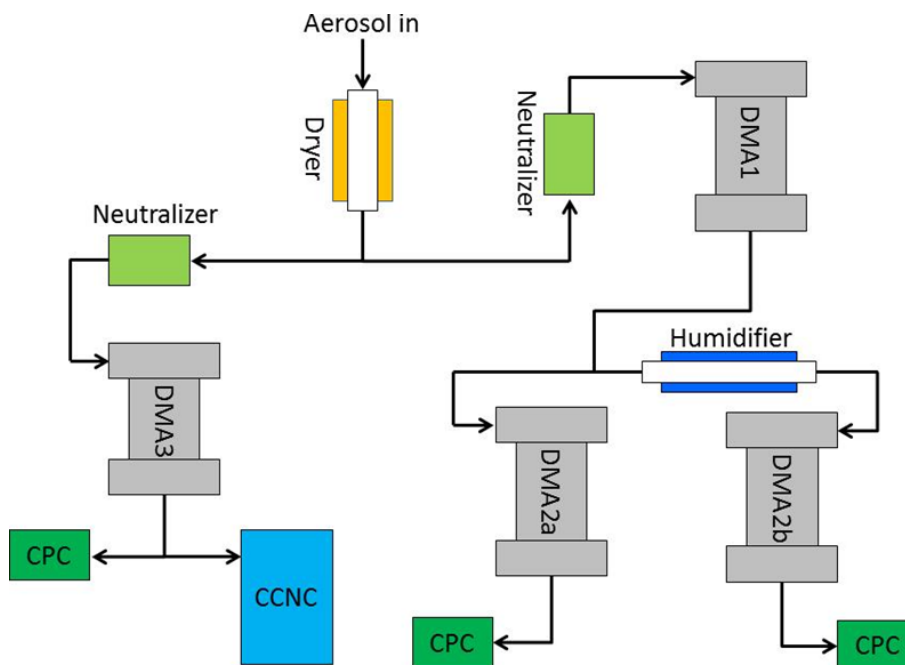 Aerosol in
Dryer
Neutralizer
DMA1
Neutralizer
Humidifier
DMA3
DMA2a
DMA2b
CPC
CCNC
CPC
CPC